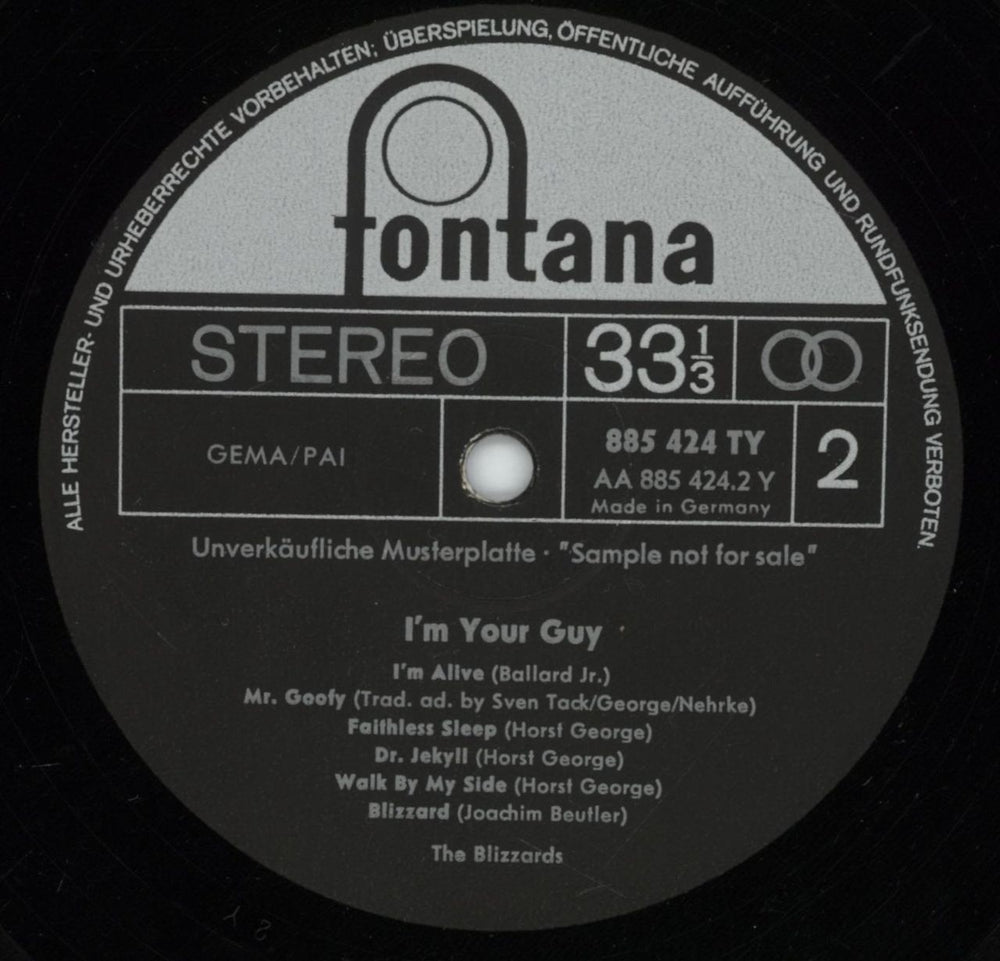 ALLE HERSTELLER- UND URHEBERRECHTE VORBEHALTEN; ÜBERSPIELUNG, ÖFFENTLICHE AUFFÜHRUNG UND RUNDFUNKSENDUNG VERBOTEN.
fontana
STEREO 33 1/3
GEMA/PAI
885 424 TY
AA 885 424.2 Y
Made in Germany
2
Unverkäufliche Musterplatte · "Sample not for sale"
I'm Your Guy
I'm Alive (Ballard Jr.)
Mr. Goofy (Trad. ad. by Sven Tack/George/Nehrke)
Faithless Sleep (Horst George)
Dr. Jekyll (Horst George)
Walk By My Side (Horst George)
Blizzard (Joachim Beutler)
The Blizzards